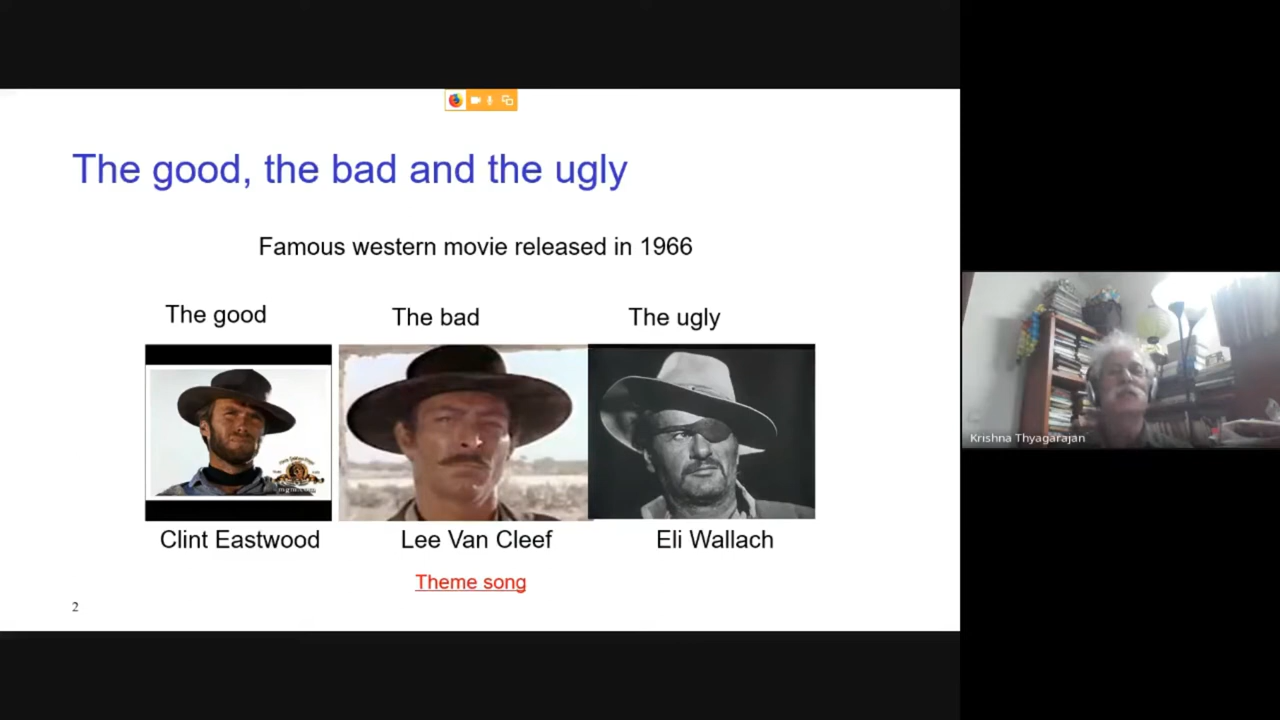 The good, the bad and the ugly
Famous western movie released in 1966
The good
The bad
The ugly
Clint Eastwood
Lee Van Cleef
Eli Wallach
Theme song
2
Krishna Thyagarajan